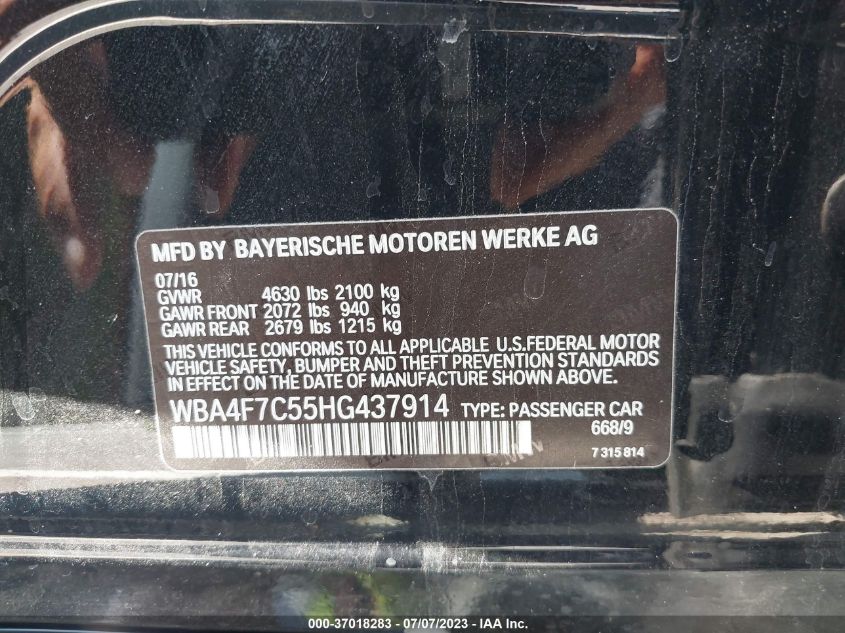 MFD BY BAYERISCHE MOTOREN WERKE AG
07/16
GVWR 4630 lbs 2100 kg
GAWR FRONT 2072 lbs 940 kg
GAWR REAR 2679 lbs 1215 kg
THIS VEHICLE CONFORMS TO ALL APPLICABLE U.S.FEDERAL MOTOR
VEHICLE SAFETY, BUMPER AND THEFT PREVENTION STANDARDS
IN EFFECT ON THE DATE OF MANUFACTURE SHOWN ABOVE.
WBA4F7C55HG437914 TYPE: PASSENGER CAR
668/9
7 315 814
000-37018283 - 07/07/2023 - IAA Inc.